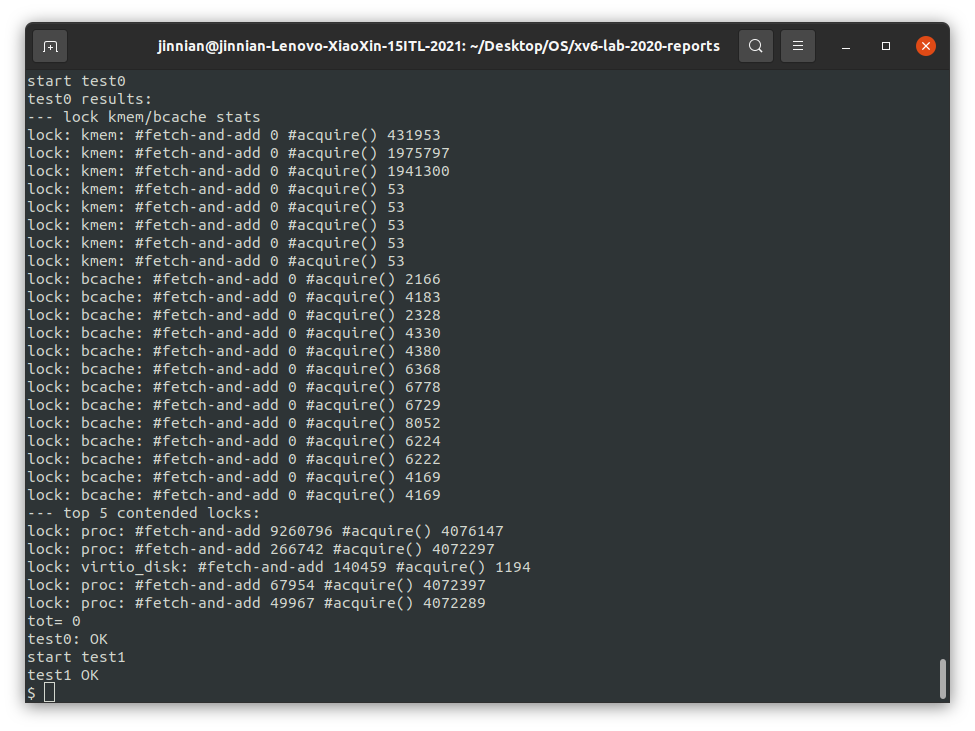 jinnian@jinnian-Lenovo-XiaoXin-15ITL-2021: ~/Desktop/OS/xv6-lab-2020-reports
start test0
test0 results:
--- lock kmem/bcache stats
lock: kmem: #fetch-and-add 0 #acquire() 431953
lock: kmem: #fetch-and-add 0 #acquire() 1975797
lock: kmem: #fetch-and-add 0 #acquire() 1941300
lock: kmem: #fetch-and-add 0 #acquire() 53
lock: kmem: #fetch-and-add 0 #acquire() 53
lock: kmem: #fetch-and-add 0 #acquire() 53
lock: kmem: #fetch-and-add 0 #acquire() 53
lock: kmem: #fetch-and-add 0 #acquire() 53
lock: bcache: #fetch-and-add 0 #acquire() 2166
lock: bcache: #fetch-and-add 0 #acquire() 4183
lock: bcache: #fetch-and-add 0 #acquire() 2328
lock: bcache: #fetch-and-add 0 #acquire() 4330
lock: bcache: #fetch-and-add 0 #acquire() 4380
lock: bcache: #fetch-and-add 0 #acquire() 6368
lock: bcache: #fetch-and-add 0 #acquire() 6778
lock: bcache: #fetch-and-add 0 #acquire() 6729
lock: bcache: #fetch-and-add 0 #acquire() 8052
lock: bcache: #fetch-and-add 0 #acquire() 6224
lock: bcache: #fetch-and-add 0 #acquire() 6222
lock: bcache: #fetch-and-add 0 #acquire() 4169
lock: bcache: #fetch-and-add 0 #acquire() 4169
--- top 5 contended locks:
lock: proc: #fetch-and-add 9260796 #acquire() 4076147
lock: proc: #fetch-and-add 266742 #acquire() 4072297
lock: virtio_disk: #fetch-and-add 140459 #acquire() 1194
lock: proc: #fetch-and-add 67954 #acquire() 4072397
lock: proc: #fetch-and-add 49967 #acquire() 4072289
tot= 0
test0: OK
start test1
test1 OK
$